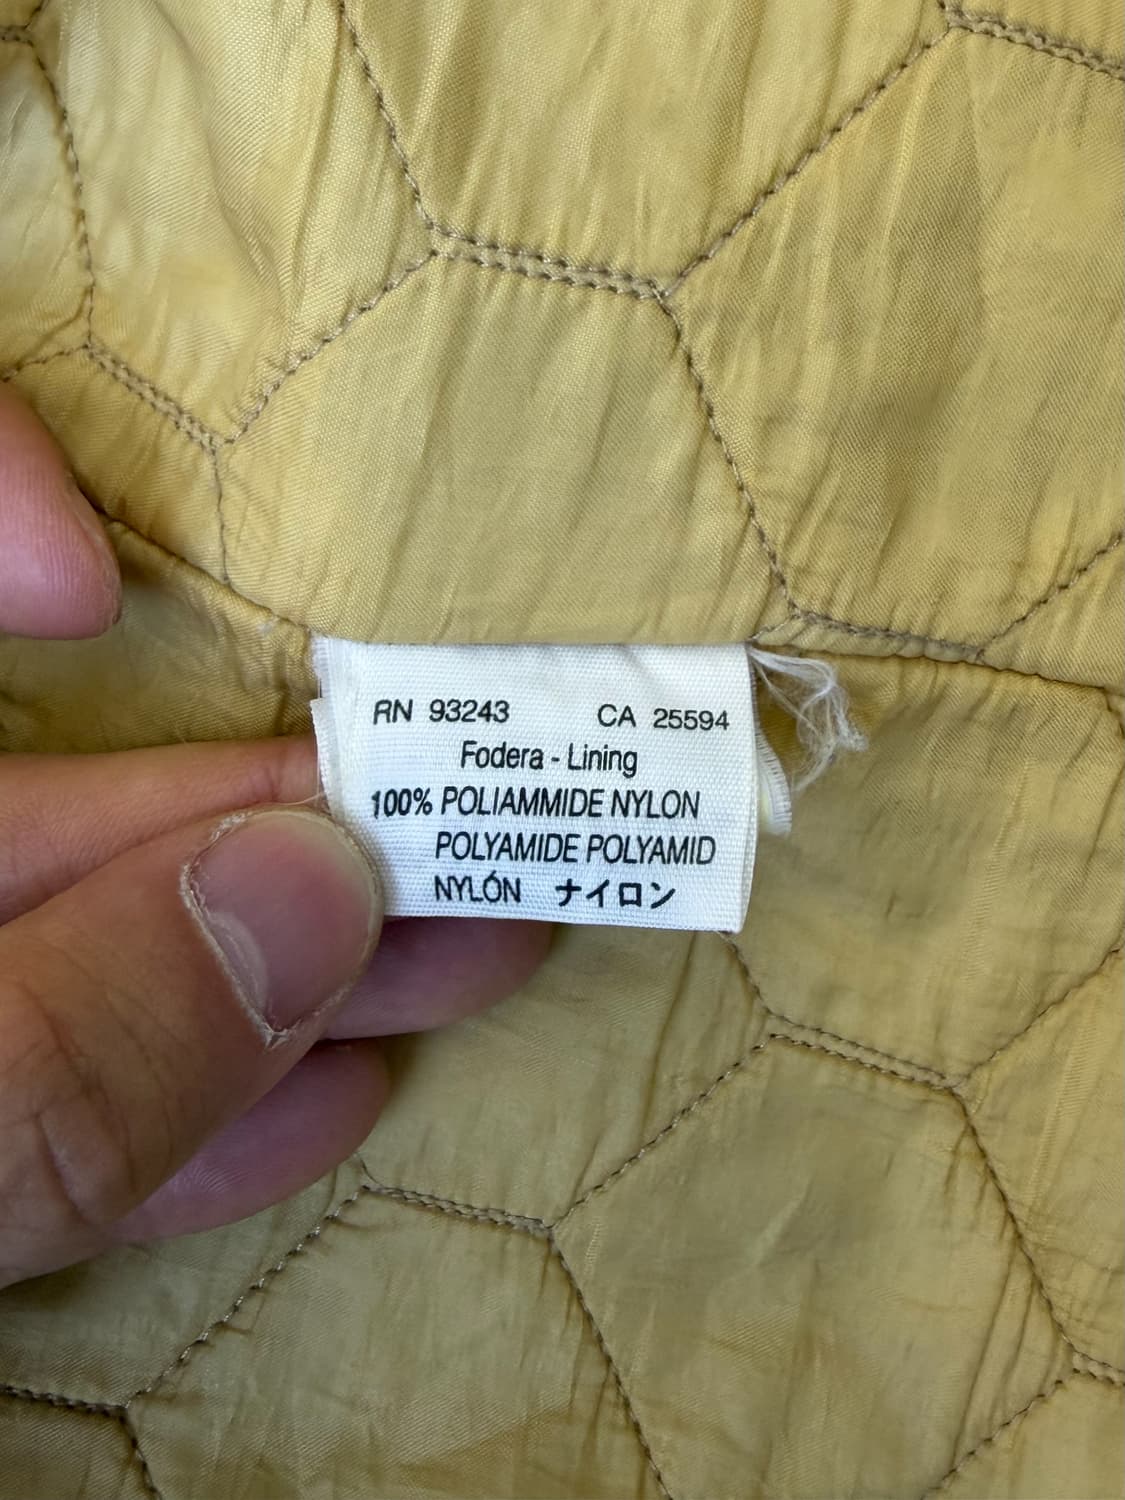 RN 93243 CA 25594
Fodera - Lining
100% POLIAMMIDE NYLON
POLYAMIDE POLYAMID
NYLÓN ナイロン